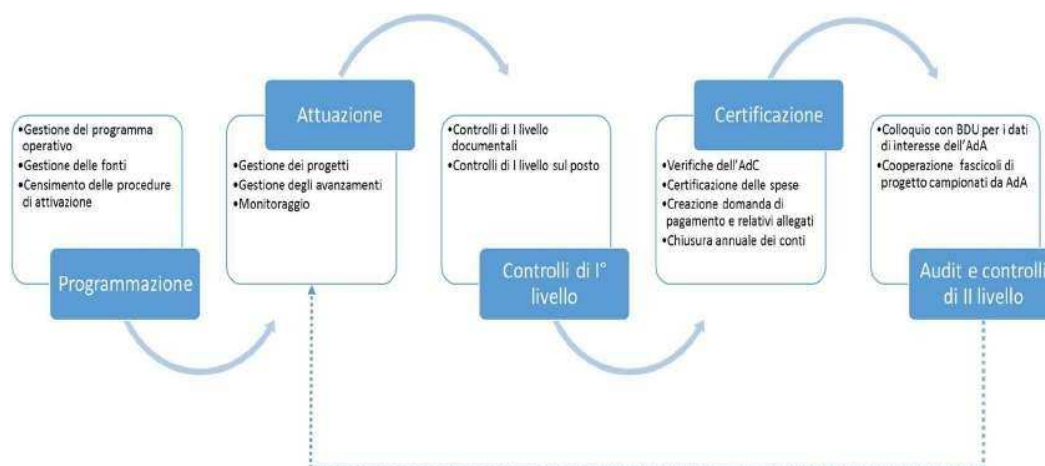 •Gestione del programma
operativo
•Gestione delle fonti
•Censimento delle procedure
di attivazione
Programmazione
Attuazione
•Gestione dei progetti
•Gestione degli avanzamenti
•Monitoraggio
•Controlli di I livello
documentali
•Controlli di I livello sul posto
Controlli di I°
livello
Certificazione
•Verifiche dell'AdC
•Certificazione delle spese
•Creazione domanda di
pagamento e relativi allegati
•Chiusura annuale dei conti
•Colloquio con BDU per i dati
di interesse dell'AdA
•Cooperazione fascicoli di
progetto campionati da AdA
Audit e controlli
di II livello